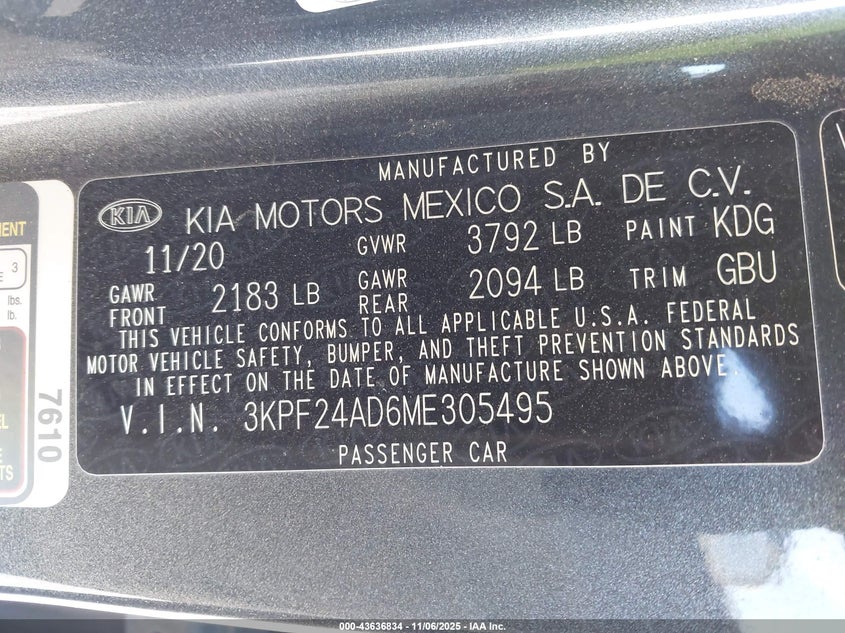 MANUFACTURED BY
KIA KIA MOTORS MEXICO S.A. DE C.V.
11/20 GVWR 3792 LB PAINT KDG
GAWR FRONT 2183 LB GAWR REAR 2094 LB TRIM GBU
THIS VEHICLE CONFORMS TO ALL APPLICABLE U.S.A. FEDERAL
MOTOR VEHICLE SAFETY, BUMPER, AND THEFT PREVENTION STANDARDS
IN EFFECT ON THE DATE OF MANUFACTURE SHOWN ABOVE.
V.I.N. 3KPF24AD6ME305495
PASSENGER CAR
3
lbs.
lb.
7610
000-43636834 - 11/06/2025 - IAA Inc.